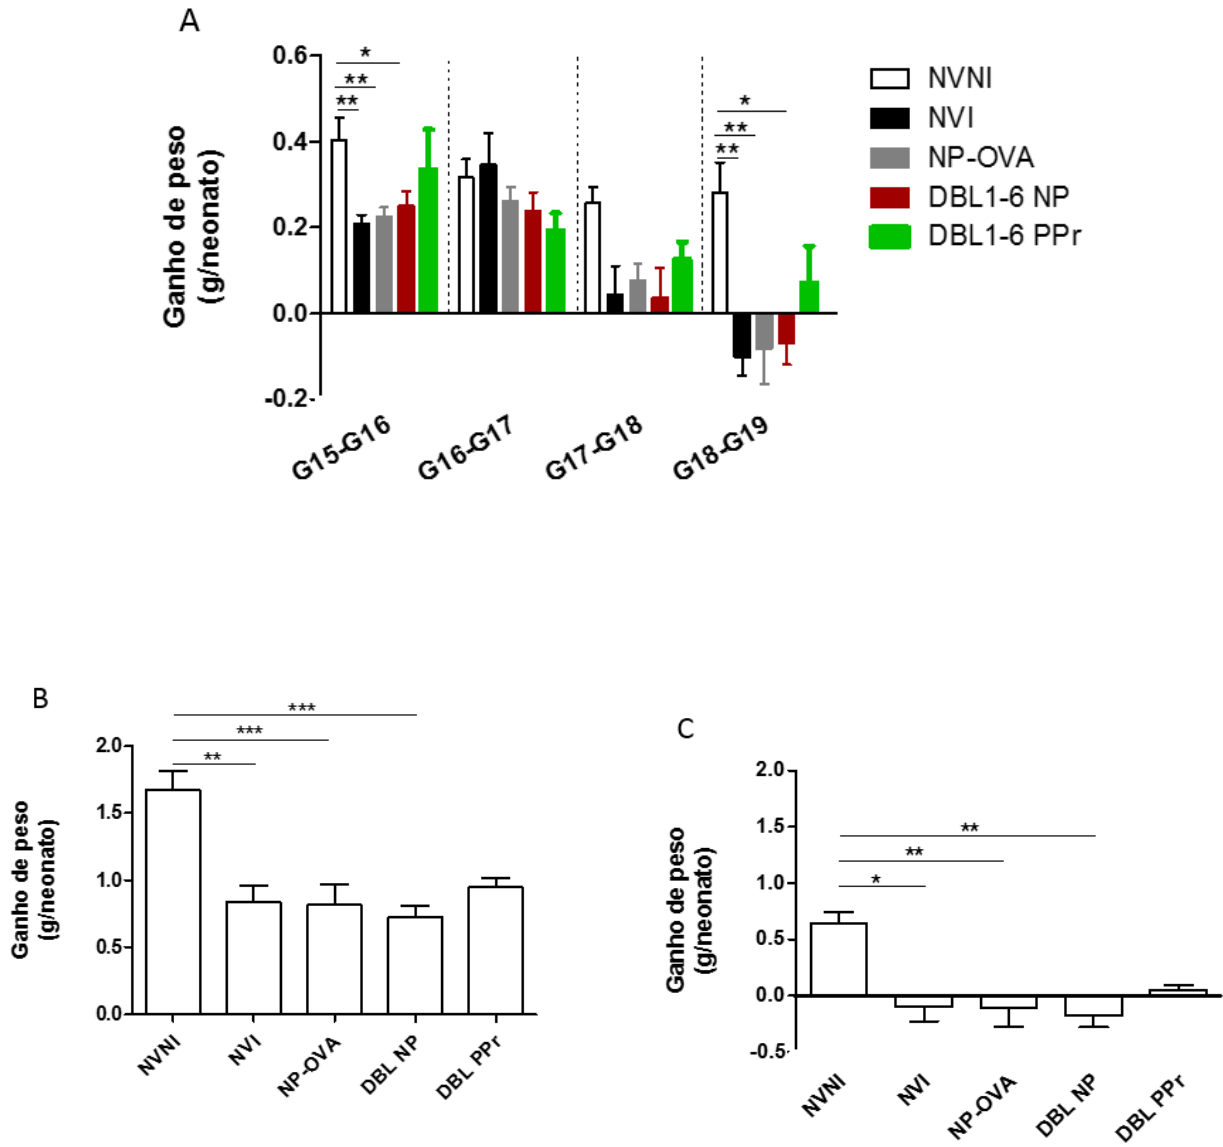 A
0.6
0.4
0.2
0.0
-0.2
Ganho de peso
(g/neonato)
*
**
**
*
**
**
G15-G16
G16-G17
G17-G18
G18-G19
NVNI
NVI
NP-OVA
DBL1-6 NP
DBL1-6 PPr
B
2.0
1.5
1.0
0.5
0.0
Ganho de peso
(g/neonato)
***
***
**
NVNI
NVI
NP-OVA
DBL NP
DBL PPr
C
2.0
1.5
1.0
0.5
0.0
-0.5
Ganho de peso
(g/neonato)
**
**
*
NVNI
NVI
NP-OVA
DBL NP
DBL PPr